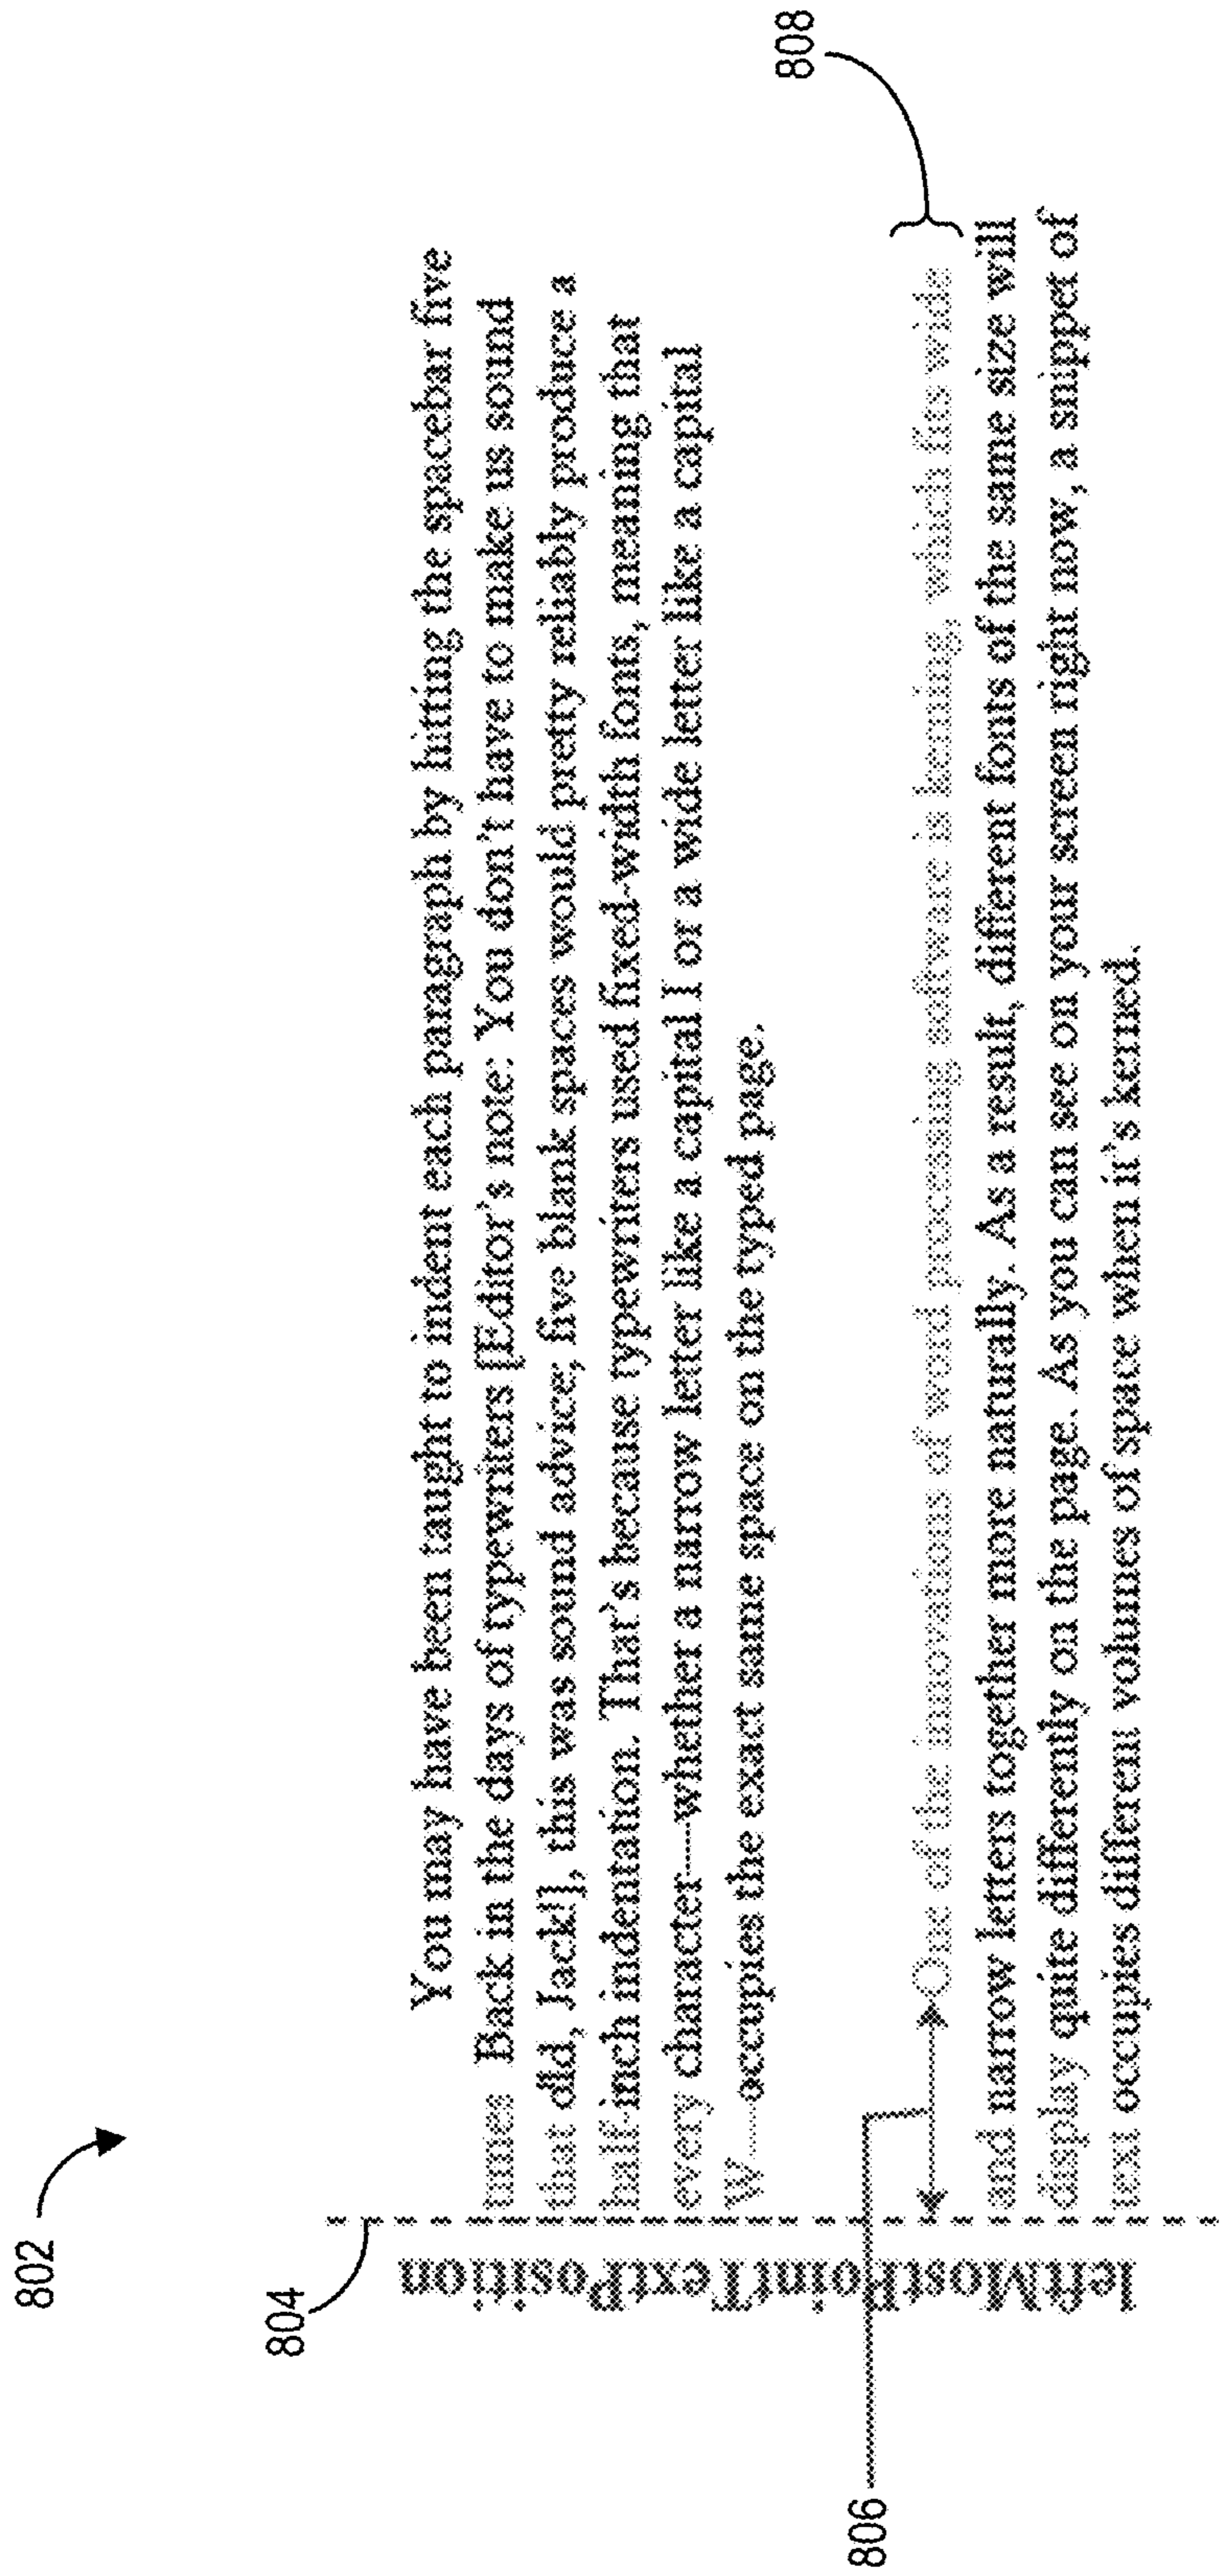 802
804
leftMostPointTextPosition
You may have been taught to indent each paragraph by hitting the spacebar five
times Back in the days of typewriters [Editor's note: You don't have to make us sound
that old, Jack!], this was sound advice; five blank spaces would pretty reliably produce a
half-inch indentation. That's because typewriters used fixed-width fonts, meaning that
every character—whether a narrow letter like a capital I or a wide letter like a capital
W—occupies the exact same space on the typed page.
806
808
One of the innovations of word processing software is kerning, which fits wide
and narrow letters together more naturally. As a result, different fonts of the same size will
display quite differently on the page. As you can see on your screen right now, a snippet of
text occupies different volumes of space when it's kerned.